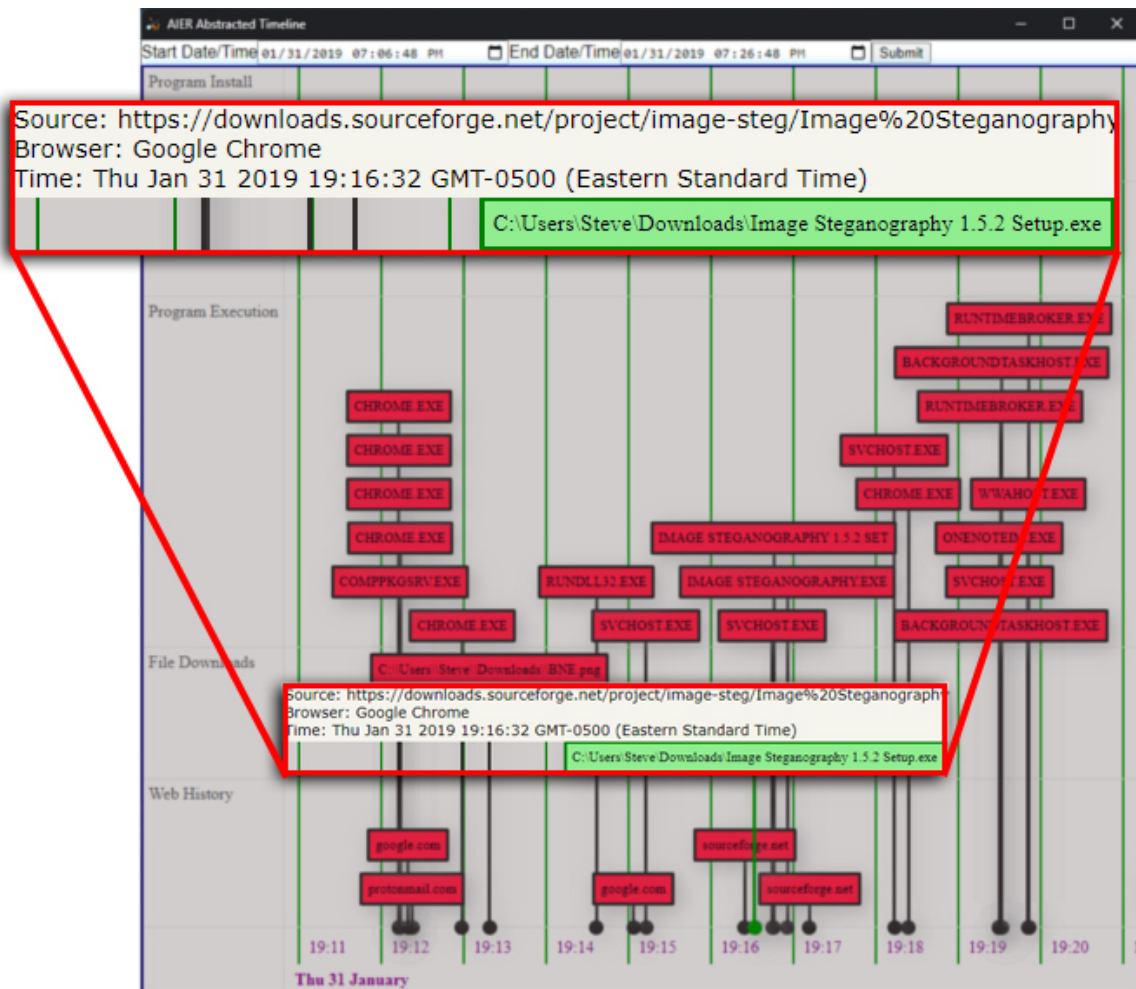 AIER Abstracted Timeline
Start Date/Time 01/31/2019 07:06:48 PM End Date/Time 01/31/2019 07:26:48 PM Submit
Program Install
Source: https://downloads.sourceforge.net/project/image-steg/Image%20Steganography
Browser: Google Chrome
Time: Thu Jan 31 2019 19:16:32 GMT-0500 (Eastern Standard Time)
C:\Users\Steve\Downloads\Image Steganography 1.5.2 Setup.exe
Program Execution
RUNTIMEBROKER.EXE
BACKGROUNDTASKHOST.EXE
CHROME.EXE RUNTIMEBROKER.EXE
CHROME.EXE SVCHOST.EXE
CHROME.EXE CHROME.EXE WWAHOST.EXE
CHROME.EXE IMAGE STEGANOGRAPHY 1.5.2 SET
COMPPKGSRV.EXE RUNDLL32.EXE IMAGE STEGANOGRAPHY.EXE SVCHOST.EXE
CHROME.EXE SVCHOST.EXE SVCHOST.EXE BACKGROUNDTASKHOST.EXE
File Downloads
C:\Users\Steve\Downloads\BNE.png
Source: https://downloads.sourceforge.net/project/image-steg/Image%20Steganography
Browser: Google Chrome
Time: Thu Jan 31 2019 19:16:32 GMT-0500 (Eastern Standard Time)
C:\Users\Steve\Downloads\Image Steganography 1.5.2 Setup.exe
Web History
google.com sourceforge.net
protonmail.com google.com sourceforge.net
19:11 19:12 19:13 19:14 19:15 19:16 19:17 19:18 19:19 19:20
Thu 31 January